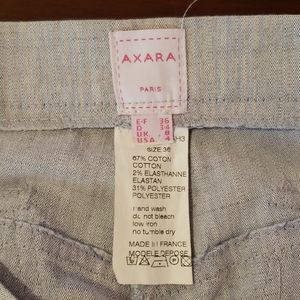 AXARA
PARIS
E-F 36
D 34
U.K. 8
USA 4
SIZE 36
67% COTON
COTTON
2% ELASTHANNE
ELASTAN
31% POLYESTER
POLYESTER
hand wash
do not bleach
low iron
no tumble dry
MADE IN FRANCE
MODELE DEPOSE